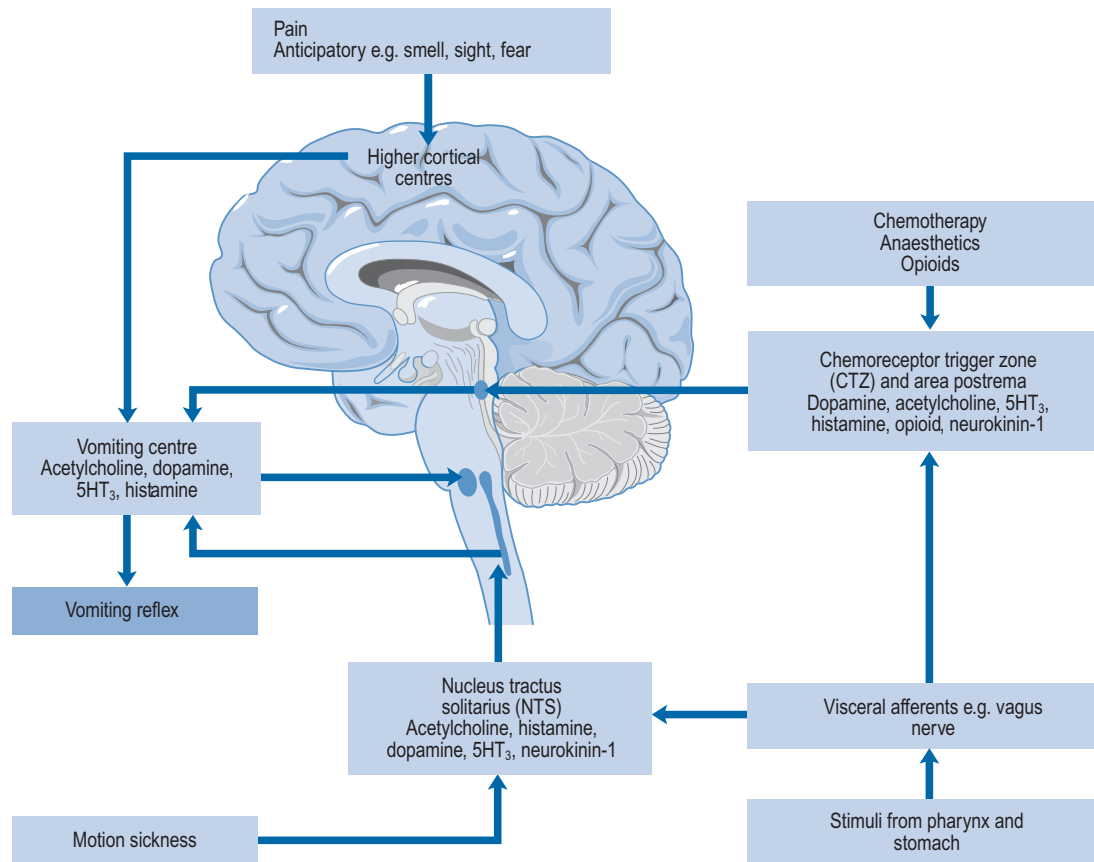 Pain
Anticipatory e.g. smell, sight, fear
Higher cortical
centres
Chemotherapy
Anaesthetics
Opioids
Chemoreceptor trigger zone
(CTZ) and area postrema
Dopamine, acetylcholine, 5HT₃,
histamine, opioid, neurokinin-1
Vomiting centre
Acetylcholine, dopamine,
5HT₃, histamine
Vomiting reflex
Nucleus tractus
solitarius (NTS)
Acetylcholine, histamine,
dopamine, 5HT₃, neurokinin-1
Visceral afferents e.g. vagus
nerve
Motion sickness
Stimuli from pharynx and
stomach